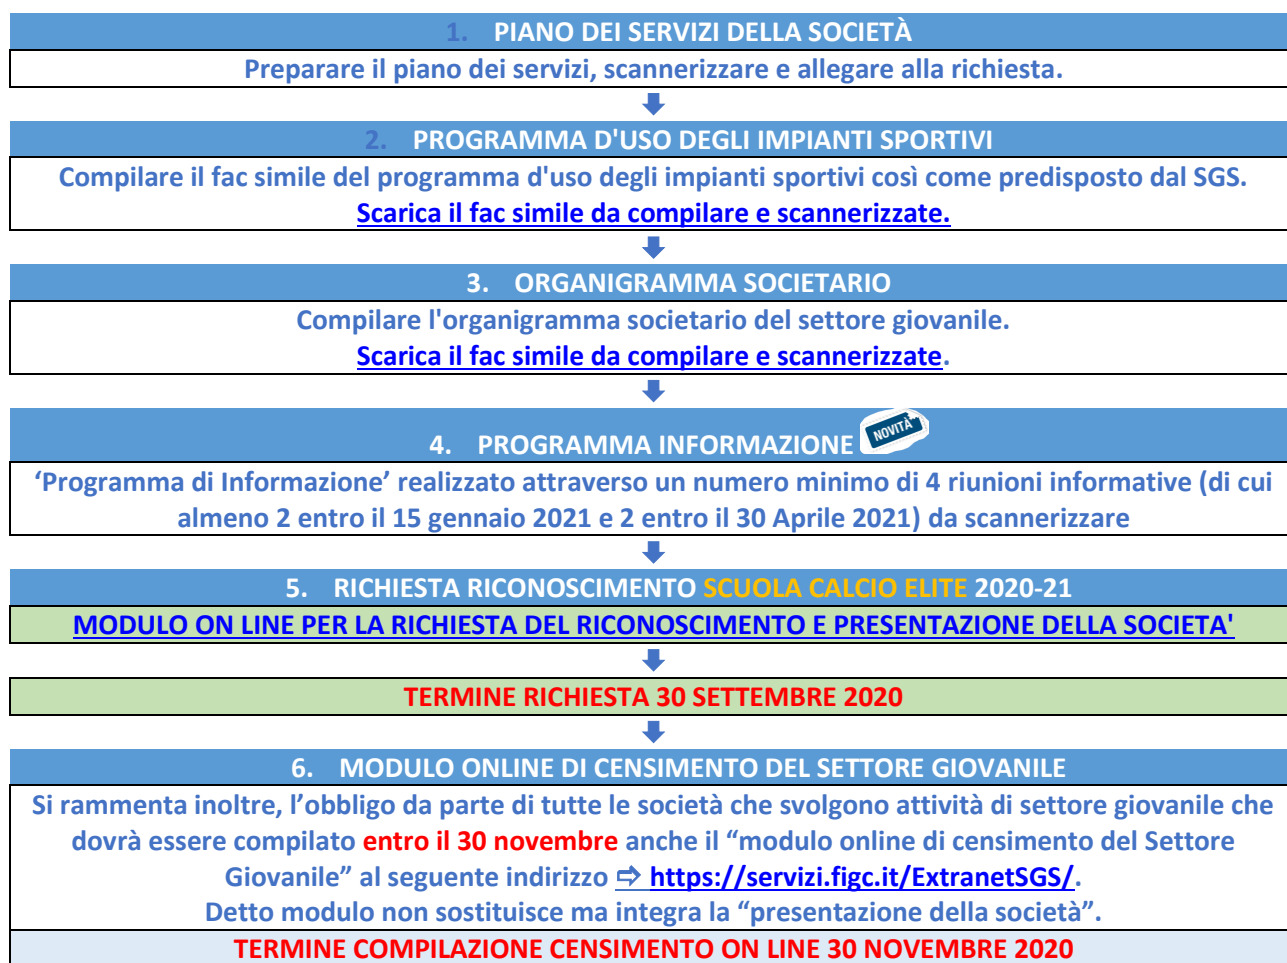 1. PIANO DEI SERVIZI DELLA SOCIETÀ
Preparare il piano dei servizi, scannerizzare e allegare alla richiesta.
2. PROGRAMMA D'USO DEGLI IMPIANTI SPORTIVI
Compilare il fac simile del programma d'uso degli impianti sportivi così come predisposto dal SGS.
Scarica il fac simile da compilare e scannerizzate.
3. ORGANIGRAMMA SOCIETARIO
Compilare l'organigramma societario del settore giovanile.
Scarica il fac simile da compilare e scannerizzate.
4. PROGRAMMA INFORMAZIONE NOVITÀ
‘Programma di Informazione’ realizzato attraverso un numero minimo di 4 riunioni informative (di cui
almeno 2 entro il 15 gennaio 2021 e 2 entro il 30 Aprile 2021) da scannerizzare
5. RICHIESTA RICONOSCIMENTO SCUOLA CALCIO ELITE 2020-21
MODULO ON LINE PER LA RICHIESTA DEL RICONOSCIMENTO E PRESENTAZIONE DELLA SOCIETA'
TERMINE RICHIESTA 30 SETTEMBRE 2020
6. MODULO ONLINE DI CENSIMENTO DEL SETTORE GIOVANILE
Si rammenta inoltre, l’obbligo da parte di tutte le società che svolgono attività di settore giovanile che
dovrà essere compilato entro il 30 novembre anche il “modulo online di censimento del Settore
Giovanile” al seguente indirizzo ⇨ https://servizi.figc.it/ExtranetSGS/.
Detto modulo non sostituisce ma integra la “presentazione della società”.
TERMINE COMPILAZIONE CENSIMENTO ON LINE 30 NOVEMBRE 2020